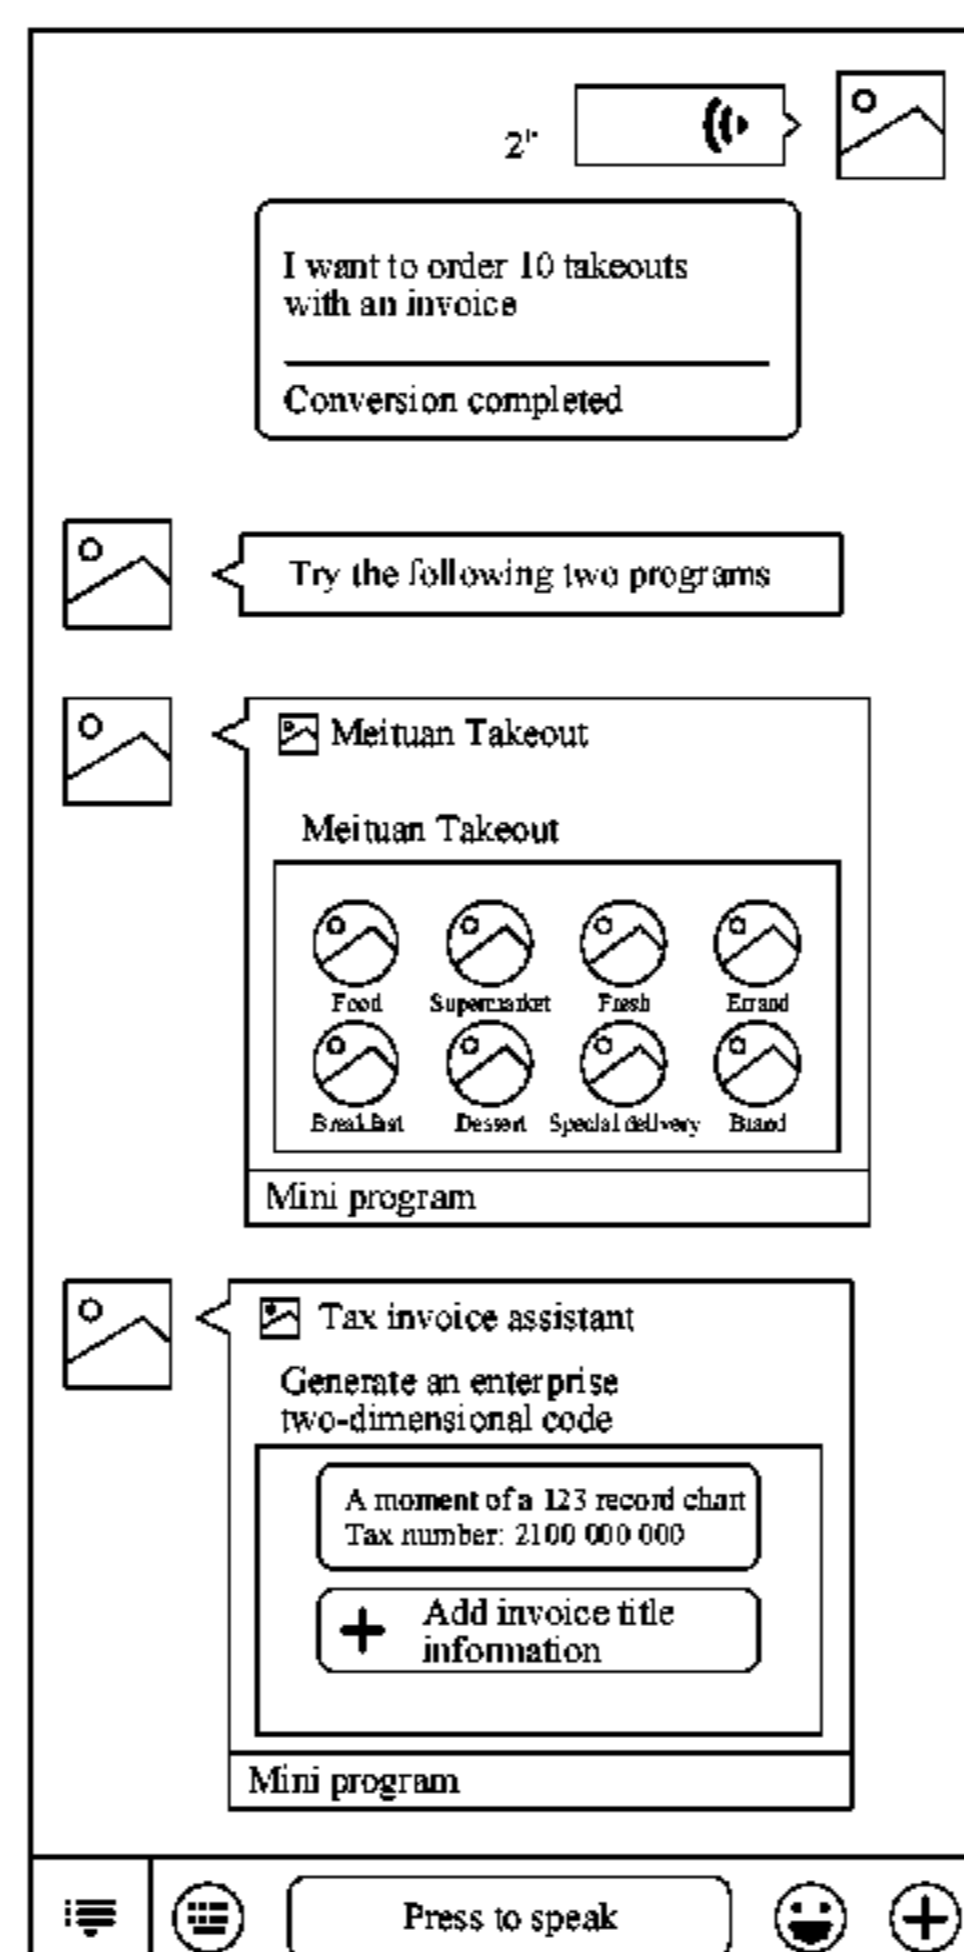 2"
I want to order 10 takeouts
with an invoice
Conversion completed
Try the following two programs
Meituan Takeout
Meituan Takeout
Food Supermarket Fresh Errand
Breakfast Dessert Special delivery Brand
Mini program
Tax invoice assistant
Generate an enterprise
two-dimensional code
A moment of a 123 record chart
Tax number: 2100 000 000
Add invoice title
information
Mini program
Press to speak